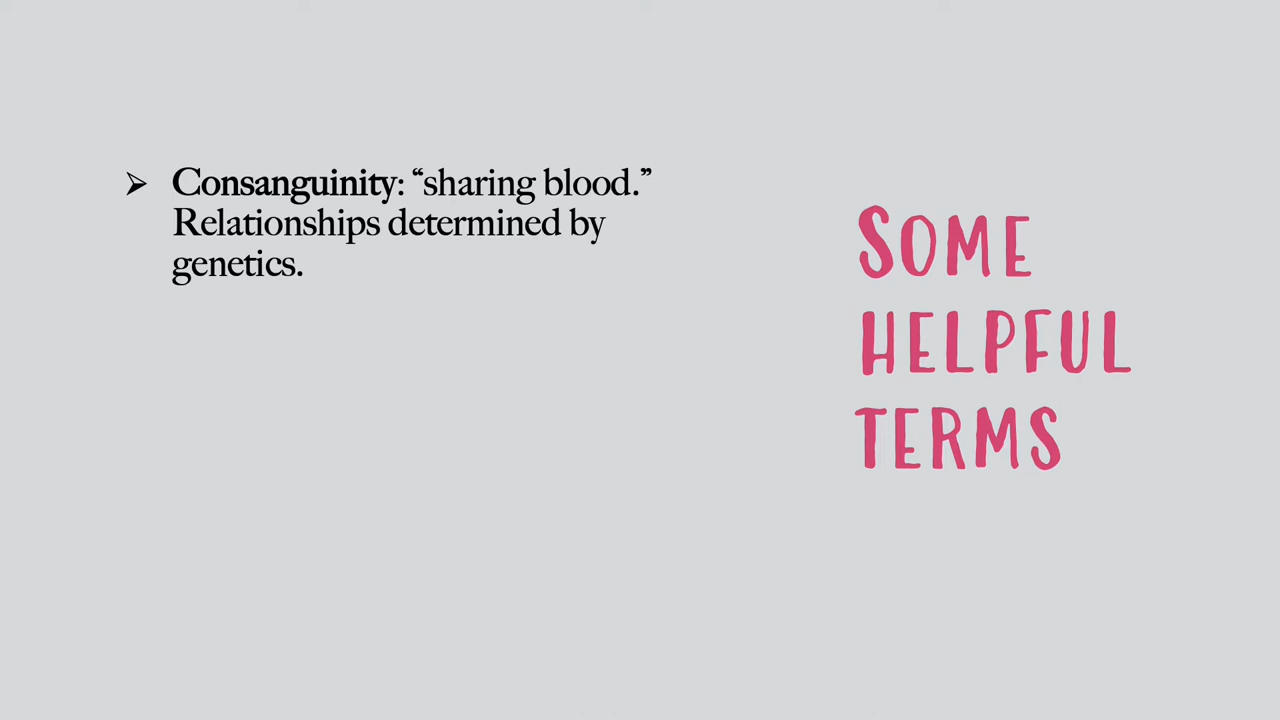 ➢ Consanguinity: “sharing blood.”
Relationships determined by
genetics.
SOME
HELPFUL
TERMS